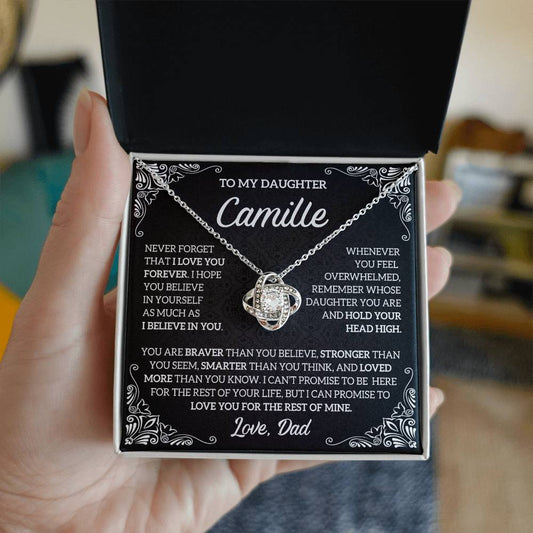 TO MY DAUGHTER
Camille
NEVER FORGET
THAT I LOVE YOU
FOREVER. I HOPE
YOU BELIEVE
IN YOURSELF
AS MUCH AS
I BELIEVE IN YOU.
WHENEVER
YOU FEEL
OVERWHELMED,
REMEMBER WHOSE
DAUGHTER YOU ARE
AND HOLD YOUR
HEAD HIGH.
YOU ARE BRAVER THAN YOU BELIEVE, STRONGER THAN
YOU SEEM, SMARTER THAN YOU THINK, AND LOVED
MORE THAN YOU KNOW. I CAN'T PROMISE TO BE HERE
FOR THE REST OF YOUR LIFE, BUT I CAN PROMISE TO
LOVE YOU FOR THE REST OF MINE.
Love, Dad